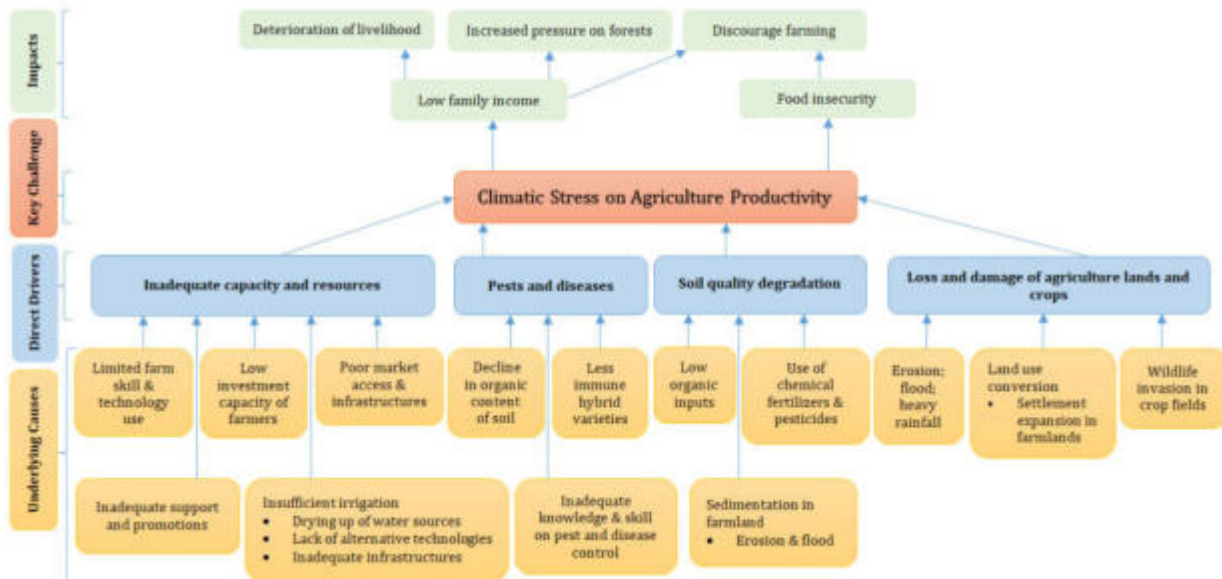 Impacts
Deterioration of livelihood
Increased pressure on forests
Discourage farming
Low family income
Food insecurity
Key Challenge
Climatic Stress on Agriculture Productivity
Direct Drivers
Inadequate capacity and resources
Pests and diseases
Soil quality degradation
Loss and damage of agriculture lands and
crops
Underlying Causes
Limited farm
skill &
technology
use
Low
investment
capacity of
farmers
Poor market
access &
infrastructures
Decline
in organic
content
of soil
Less
immune
hybrid
varieties
Low
organic
inputs
Use of
chemical
fertilizers &
pesticides
Erosion;
flood;
heavy
rainfall
Land use
conversion
• Settlement
expansion in
farmlands
Wildlife
invasion in
crop fields
Inadequate support
and promotions
Insufficient irrigation
• Drying up of water sources
• Lack of alternative technologies
• Inadequate infrastructures
Inadequate
knowledge & skill
on pest and disease
control
Sedimentation in
farmland
• Erosion & flood